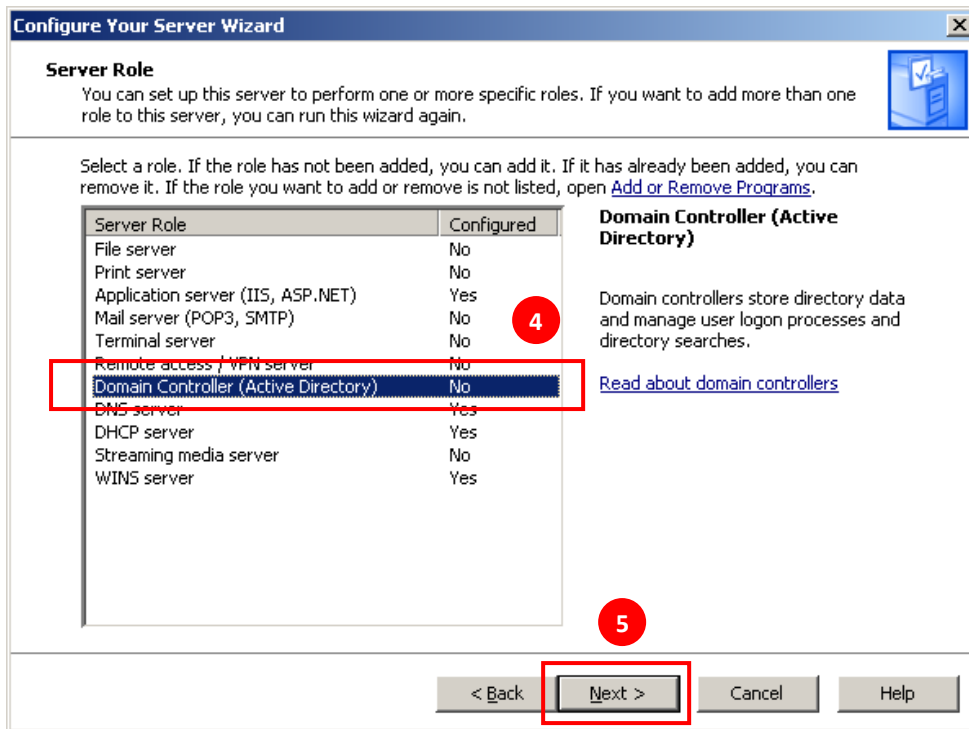 Configure Your Server Wizard
Server Role
You can set up this server to perform one or more specific roles. If you want to add more than one
role to this server, you can run this wizard again.
Select a role. If the role has not been added, you can add it. If it has already been added, you can
remove it. If the role you want to add or remove is not listed, open Add or Remove Programs.
Server Role Configured
File server No
Print server No
Application server (IIS, ASP.NET) Yes
Mail server (POP3, SMTP) No
Terminal server No
Remote access / VPN server No
Domain Controller (Active Directory) No
DNS server Yes
DHCP server Yes
Streaming media server No
WINS server Yes
4
Domain Controller (Active
Directory)
Domain controllers store directory data
and manage user logon processes and
directory searches.
Read about domain controllers
5
< Back Next > Cancel Help